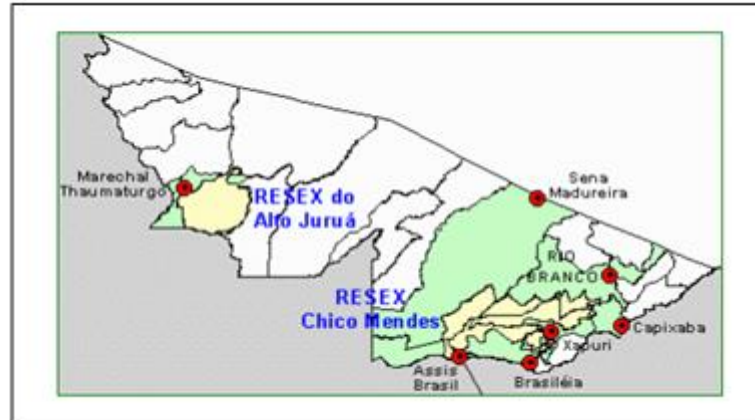 Marechal
Thaumaturgo
RESEX do
Alto Juruá
Sena
Madureira
RIO
BRANCO
RESEX
Chico Mendes
Capixaba
Xapuri
Assis
Brasil
Brasiléia